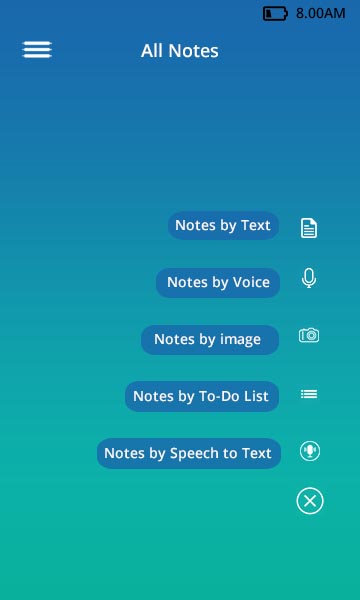 8.00AM
All Notes
Notes by Text
Notes by Voice
Notes by image
Notes by To-Do List
Notes by Speech to Text